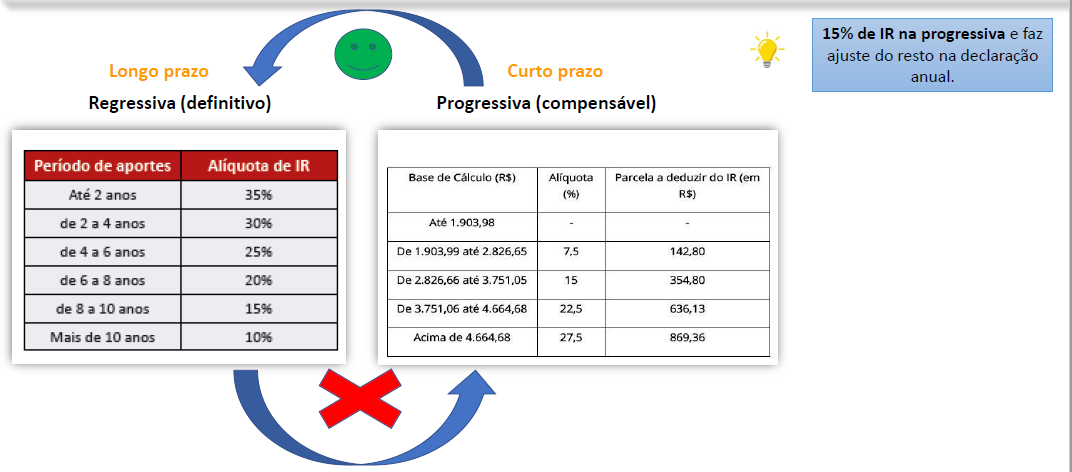 15% de IR na progressiva e faz
ajuste do resto na declaração
anual.
Longo prazo
Curto prazo
Regressiva (definitivo)
Progressiva (compensável)
Período de aportes Alíquota de IR
Até 2 anos 35%
de 2 a 4 anos 30%
de 4 a 6 anos 25%
de 6 a 8 anos 20%
de 8 a 10 anos 15%
Mais de 10 anos 10%
Base de Cálculo (R$) Alíquota Parcela a deduzir do IR (em
(%) R$)
Até 1.903,98 - -
De 1.903,99 até 2.826,65 7,5 142,80
De 2.826,66 até 3.751,05 15 354,80
De 3.751,06 até 4.664,68 22,5 636,13
Acima de 4.664,68 27,5 869,36